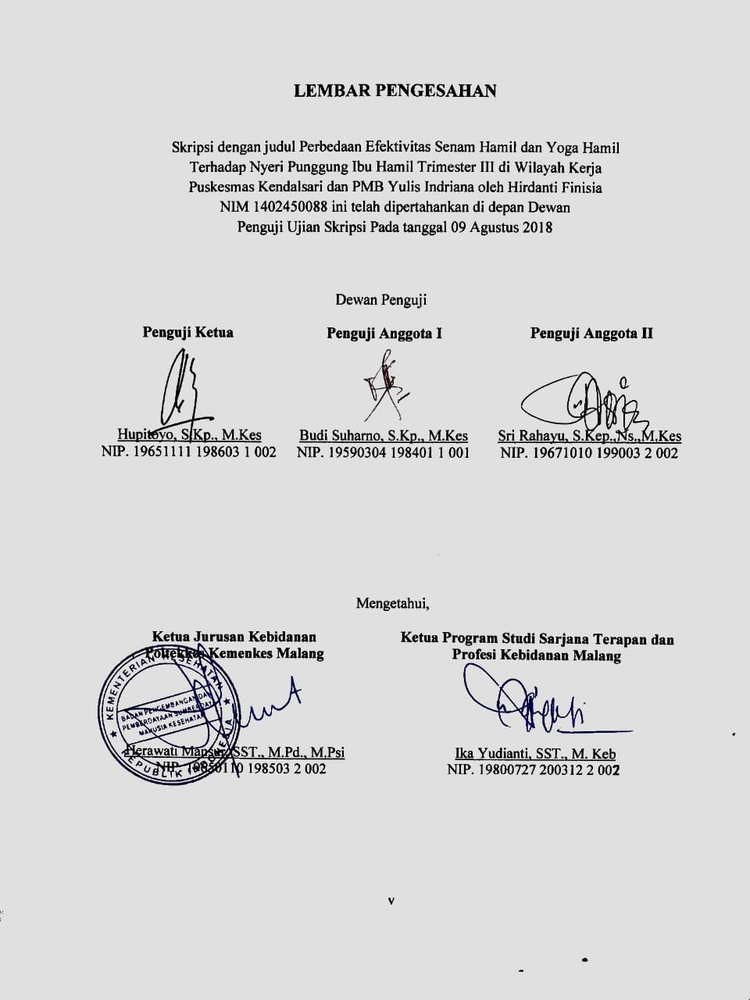 LEMBAR PENGESAHAN
Skripsi dengan judul Perbedaan Efektivitas Senam Hamil dan Yoga Hamil
Terhadap Nyeri Punggung Ibu Hamil Trimester III di Wilayah Kerja
Puskesmas Kendalsari dan PMB Yulis Indriana oleh Hirdanti Finisia
NIM 1402450088 ini telah dipertahankan di depan Dewan
Penguji Ujian Skripsi Pada tanggal 09 Agustus 2018
Dewan Penguji
Penguji Ketua Penguji Anggota I Penguji Anggota II
Hupitoyo, S.Kp., M.Kes Budi Suharno, S.Kp., M.Kes Sri Rahayu, S.Kep.,Ns.,M.Kes
NIP. 19651111 198603 1 002 NIP. 19590304 198401 1 001 NIP. 19671010 199003 2 002
Mengetahui,
Ketua Jurusan Kebidanan Ketua Program Studi Sarjana Terapan dan
Poltekkes Kemenkes Malang Profesi Kebidanan Malang
KEMENTERIAN KESEHATAN
BADAN PENGEMBANGAN DAN
PEMBERDAYAAN SUMBER DAYA
MANUSIA KESEHATAN
REPUBLIK INDONESIA
Herawati Mansur, SST., M.Pd., M.Psi Ika Yudianti, SST., M. Keb
NIP. 198503 2 002 NIP. 19800727 200312 2 002
v